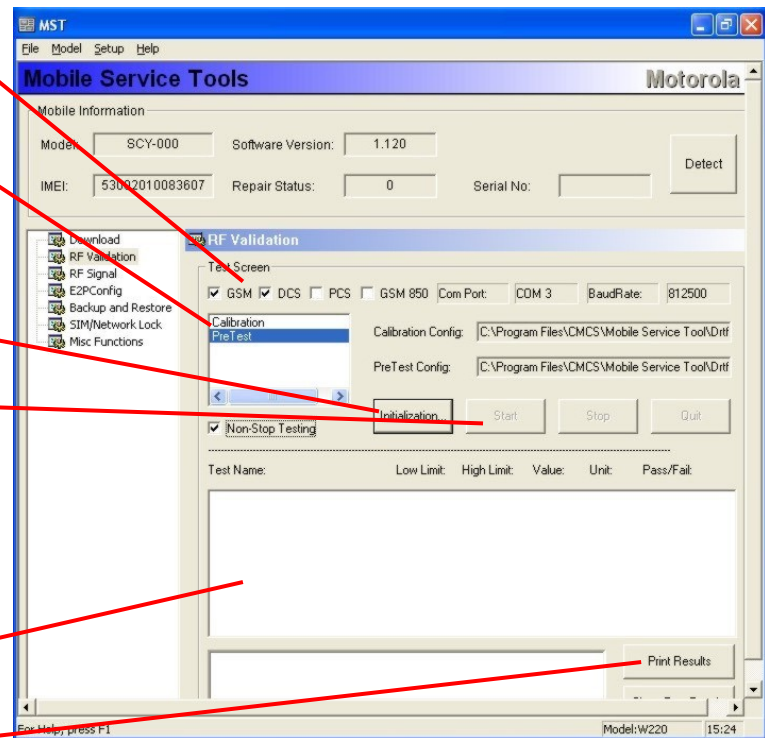 MST
File Model Setup Help
Mobile Service Tools Motorola
Mobile Information
Model: SCY-000 Software Version: 1.120
Detect
IMEI: 53002010083607 Repair Status: 0 Serial No:
Download
RF Validation
RF Signal
E2PConfig
Backup and Restore
SIM/Network Lock
Misc Functions
RF Validation
Test Screen
GSM DCS PCS GSM 850 Com Port: COM 3 BaudRate: 812500
Calibration
PreTest
Calibration Config: C:\Program Files\CMCS\Mobile Service Tool\Drtf
PreTest Config: C:\Program Files\CMCS\Mobile Service Tool\Drtf
Initialization... Start Stop Quit
Non-Stop Testing
Test Name: Low Limit: High Limit: Value: Unit: Pass/Fail:
Print Results
For Help, press F1 Model:W220 15:24